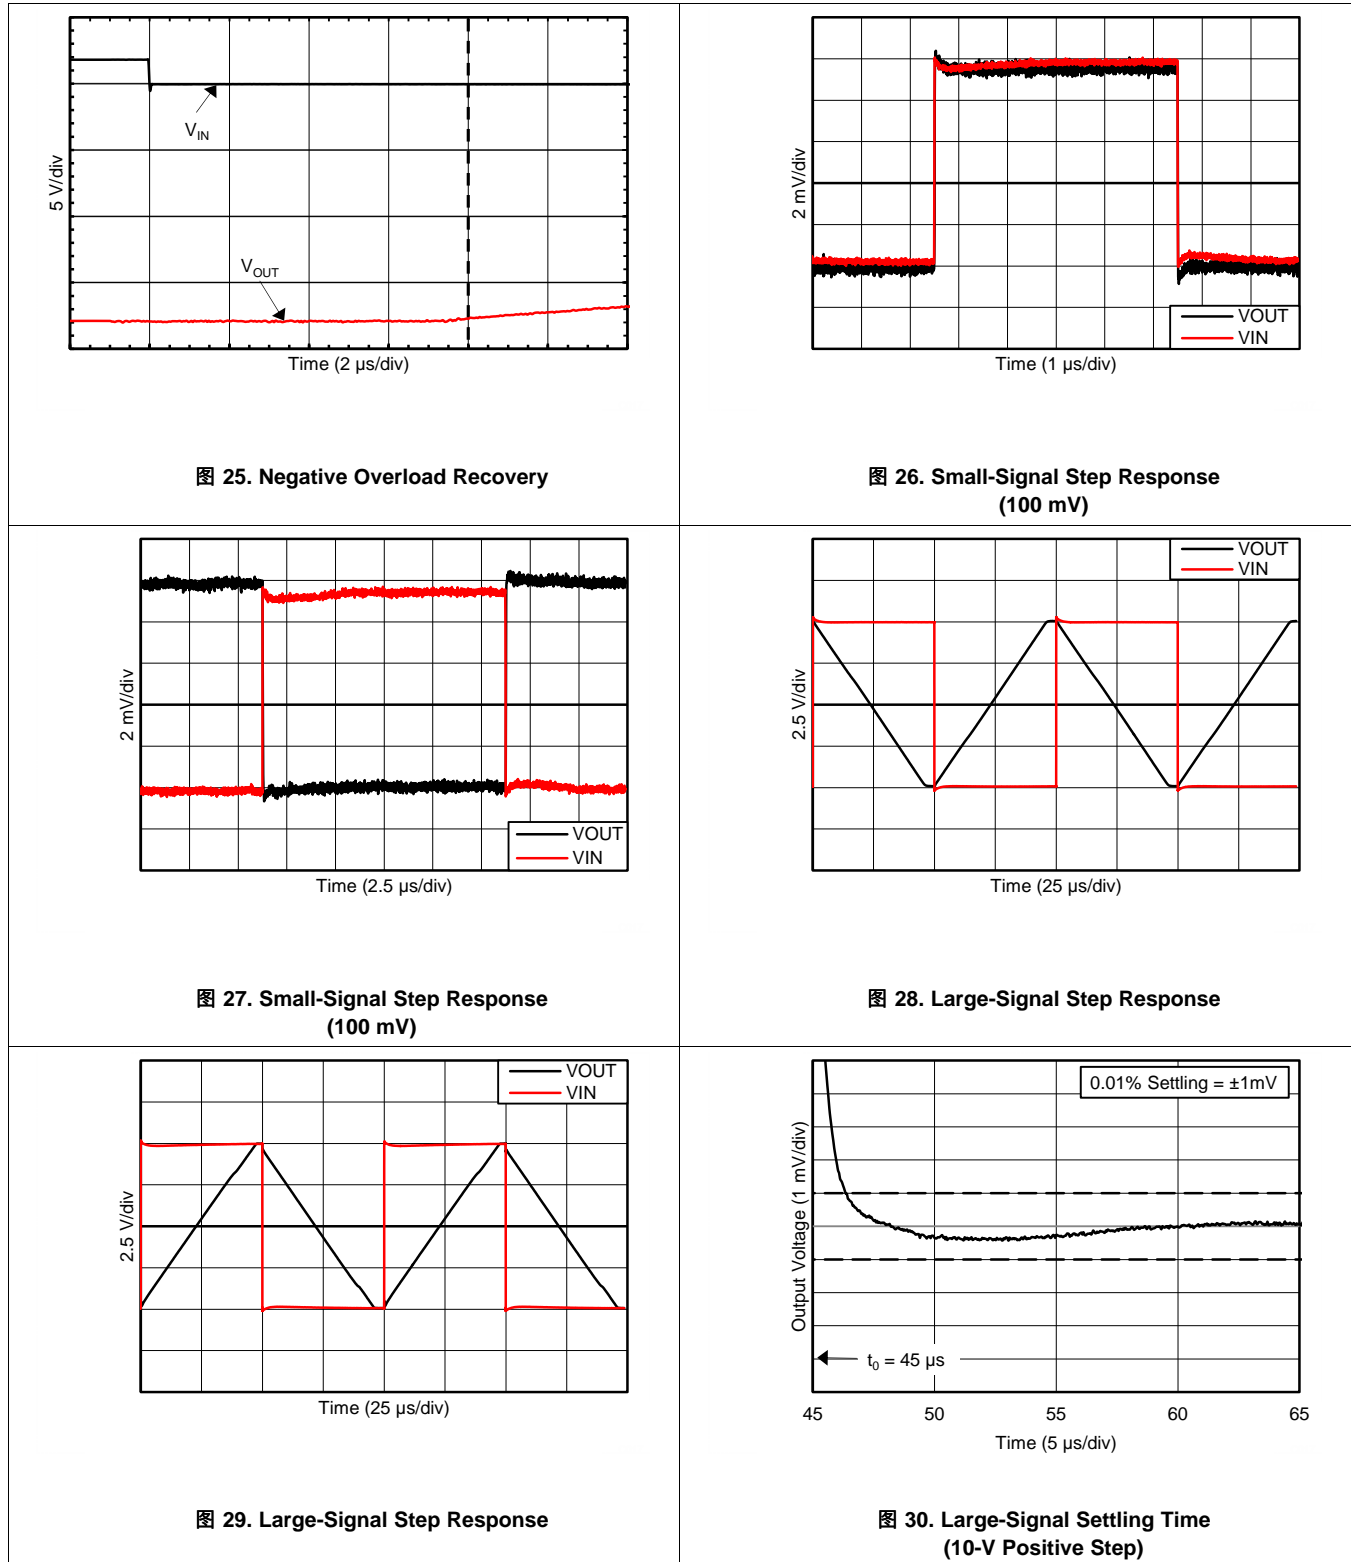 5 V/div
V_IN
V_OUT
Time (2 µs/div)
图 25. Negative Overload Recovery
2 mV/div
VOUT
VIN
Time (1 µs/div)
图 26. Small-Signal Step Response
(100 mV)
2 mV/div
VOUT
VIN
Time (2.5 µs/div)
图 27. Small-Signal Step Response
(100 mV)
2.5 V/div
VOUT
VIN
Time (25 µs/div)
图 28. Large-Signal Step Response
2.5 V/div
VOUT
VIN
Time (25 µs/div)
图 29. Large-Signal Step Response
Output Voltage (1 mV/div)
0.01% Settling = ±1mV
t₀ = 45 µs
45 50 55 60 65
Time (5 µs/div)
图 30. Large-Signal Settling Time
(10-V Positive Step)